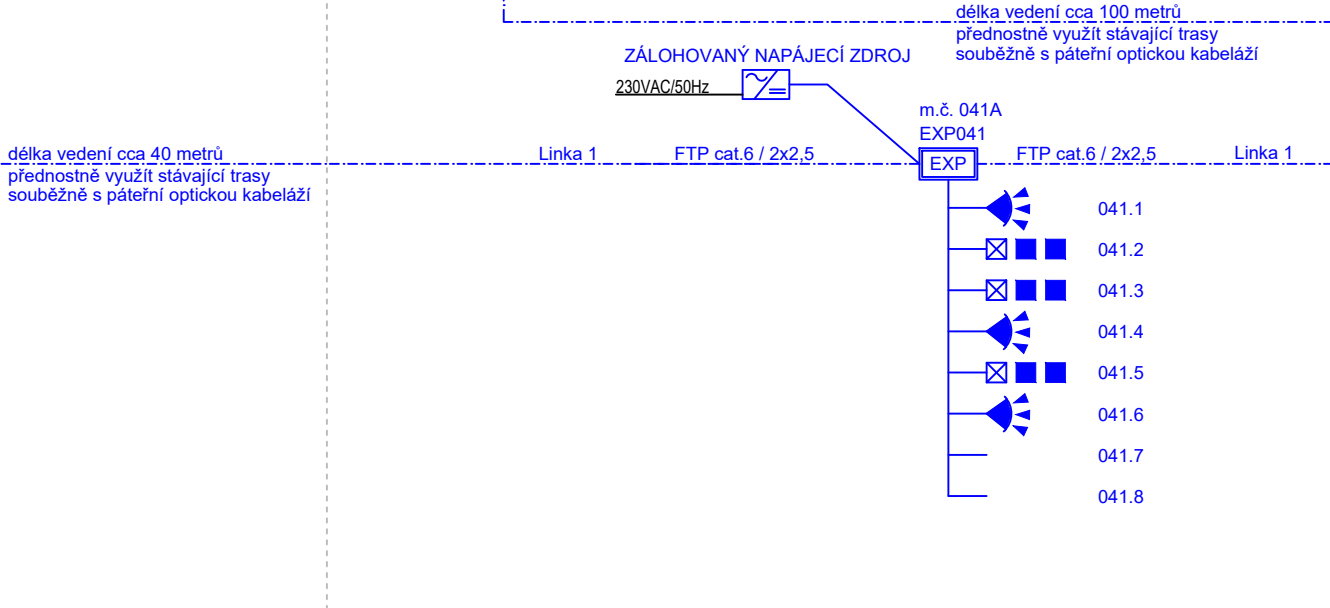 délka vedení cca 100 metrů
přednostně využít stávající trasy
souběžně s páteřní optickou kabeláží
ZÁLOHOVANÝ NAPÁJECÍ ZDROJ
230VAC/50Hz
m.č. 041A
EXP041
délka vedení cca 40 metrů
přednostně využít stávající trasy
souběžně s páteřní optickou kabeláží
Linka 1
FTP cat.6 / 2x2,5
EXP
FTP cat.6 / 2x2,5
Linka 1
041.1
041.2
041.3
041.4
041.5
041.6
041.7
041.8